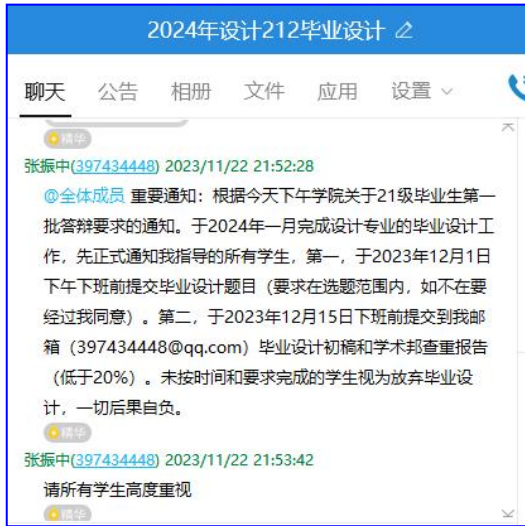 2024年设计212毕业设计
聊天 公告 相册 文件 应用 设置
精华
张振中(397434448) 2023/11/22 21:52:28
@全体成员 重要通知：根据今天下午学院关于21级毕业生第一
批答辩要求的通知。于2024年一月完成设计专业的毕业设计工
作，先正式通知我指导的所有学生，第一，于2023年12月1日
下午下班前提交毕业设计题目（要求在选题范围内，如不在要
经过我同意）。第二，于2023年12月15日下班前提交到我邮
箱（397434448@qq.com）毕业设计初稿和学术邦查重报告
（低于20%）。未按时间和要求完成的学生视为放弃毕业设
计，一切后果自负。
精华
张振中(397434448) 2023/11/22 21:53:42
请所有学生高度重视
精华